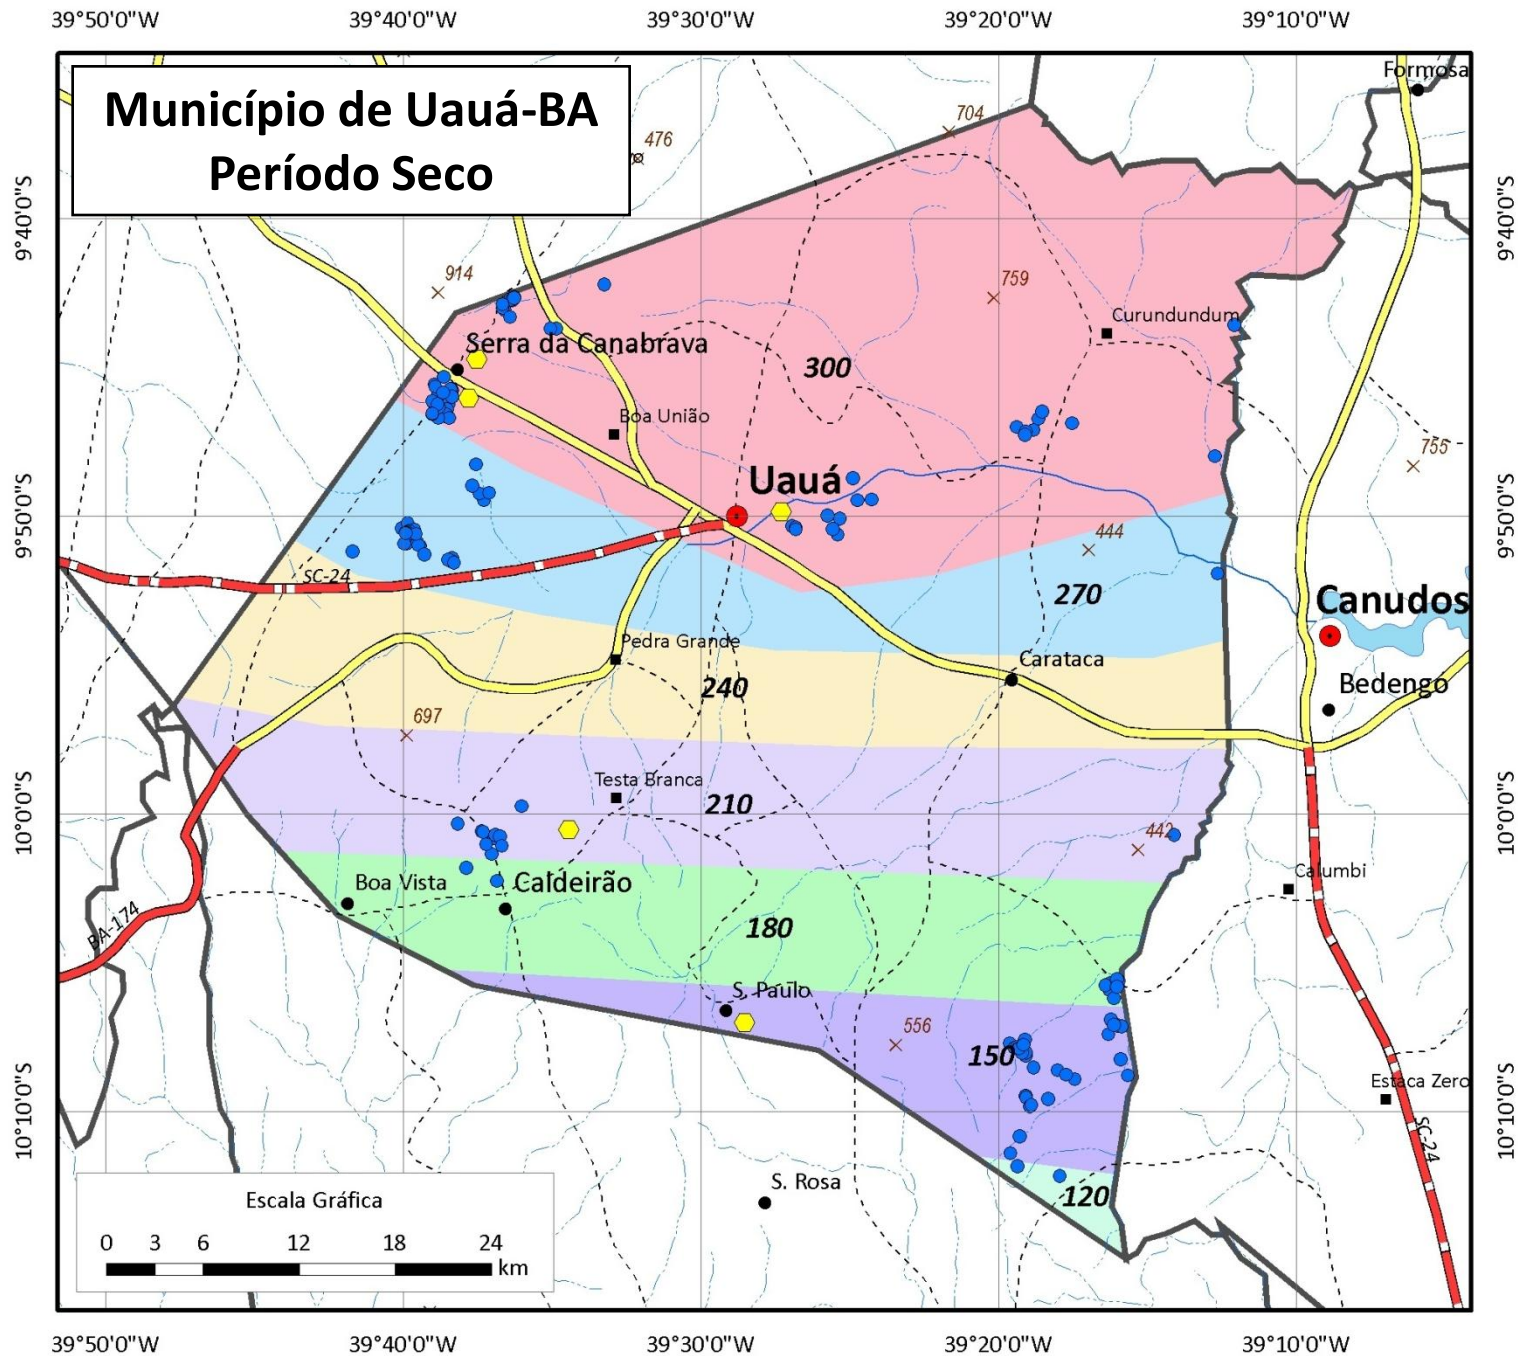 39°50'0"W 39°40'0"W 39°30'0"W 39°20'0"W 39°10'0"W
Município de Uauá-BA
Período Seco
Formosa
704
476
9°40'0"S 9°40'0"S
914
759
Curundundum
Serra da Canabrava
300
Boa União
755
Uauá
9°50'0"S 9°50'0"S
444
SC-24
270
Canudos
Pedra Grande
Carataca
240
Bedengó
697
Testa Branca
210
10°0'0"S 10°0'0"S
442
Calumbi
Boa Vista
Caldeirão
BA-174
180
S. Paulo
556
150
Estaca Zero
10°10'0"S 10°10'0"S
SC-24
S. Rosa
120
Escala Gráfica
0 3 6 12 18 24
km
39°50'0"W 39°40'0"W 39°30'0"W 39°20'0"W 39°10'0"W